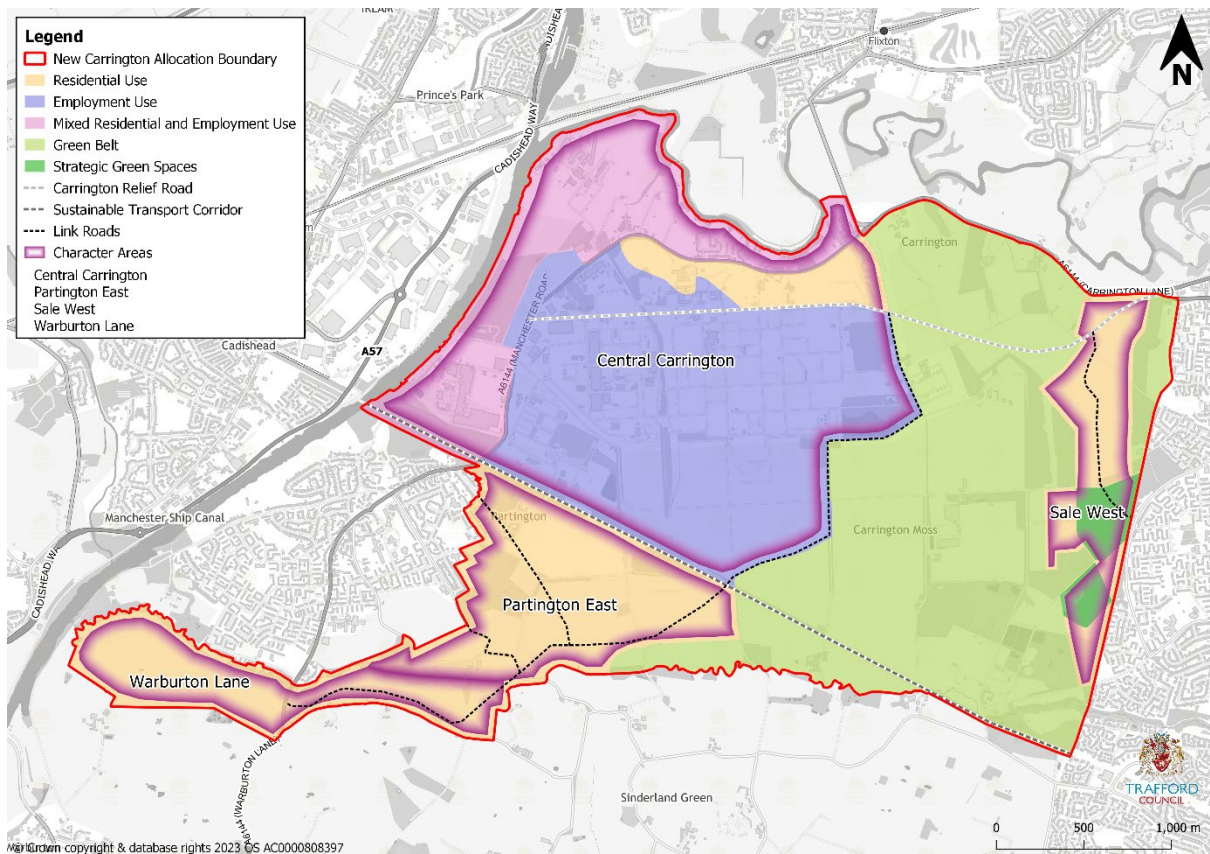 Legend
New Carrington Allocation Boundary
Residential Use
Employment Use
Mixed Residential and Employment Use
Green Belt
Strategic Green Spaces
Carrington Relief Road
Sustainable Transport Corridor
Link Roads
Character Areas
Central Carrington
Partington East
Sale West
Warburton Lane
Flixton
N
Prince's Park
CADISHEAD WAY
CADISHEAD WAY
Carrington
A6144 (CARRINGTON LANE)
A6144 (MANCHESTER ROAD)
Cadishead
A57
Central Carrington
Manchester Ship Canal
Partington
Carrington Moss
Sale West
CADISHEAD WA
Partington East
Warburton Lane
A6144 (WARBURTON LANE)
Sinderland Green
TRAFFORD
COUNCIL
0 500 1,000 m
© Crown copyright & database rights 2023 OS AC0000808397